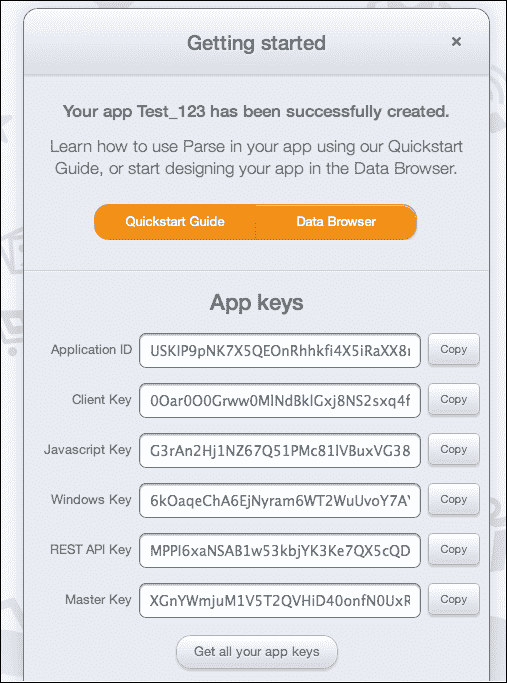 Getting started ×
Your app Test_123 has been successfully created.
Learn how to use Parse in your app using our Quickstart
Guide, or start designing your app in the Data Browser.
Quickstart Guide Data Browser
App keys
Application ID USKIP9pNK7X5QEOnRhhkfi4X5iRaXX8 Copy
Client Key 0Oar0O0Grww0MlNdBklGxj8NS2sxq4f Copy
Javascript Key G3rAn2Hj1NZ67Q51PMc81lVBuxVG38 Copy
Windows Key 6kOaqeChA6EjNyram6WT2WuUvoY7A Copy
REST API Key MPPl6xaNSAB1w53kbjYK3Ke7QX5cQD Copy
Master Key XGnYWmjuM1V5T2QVHiD40onfN0UxR Copy
Get all your app keys